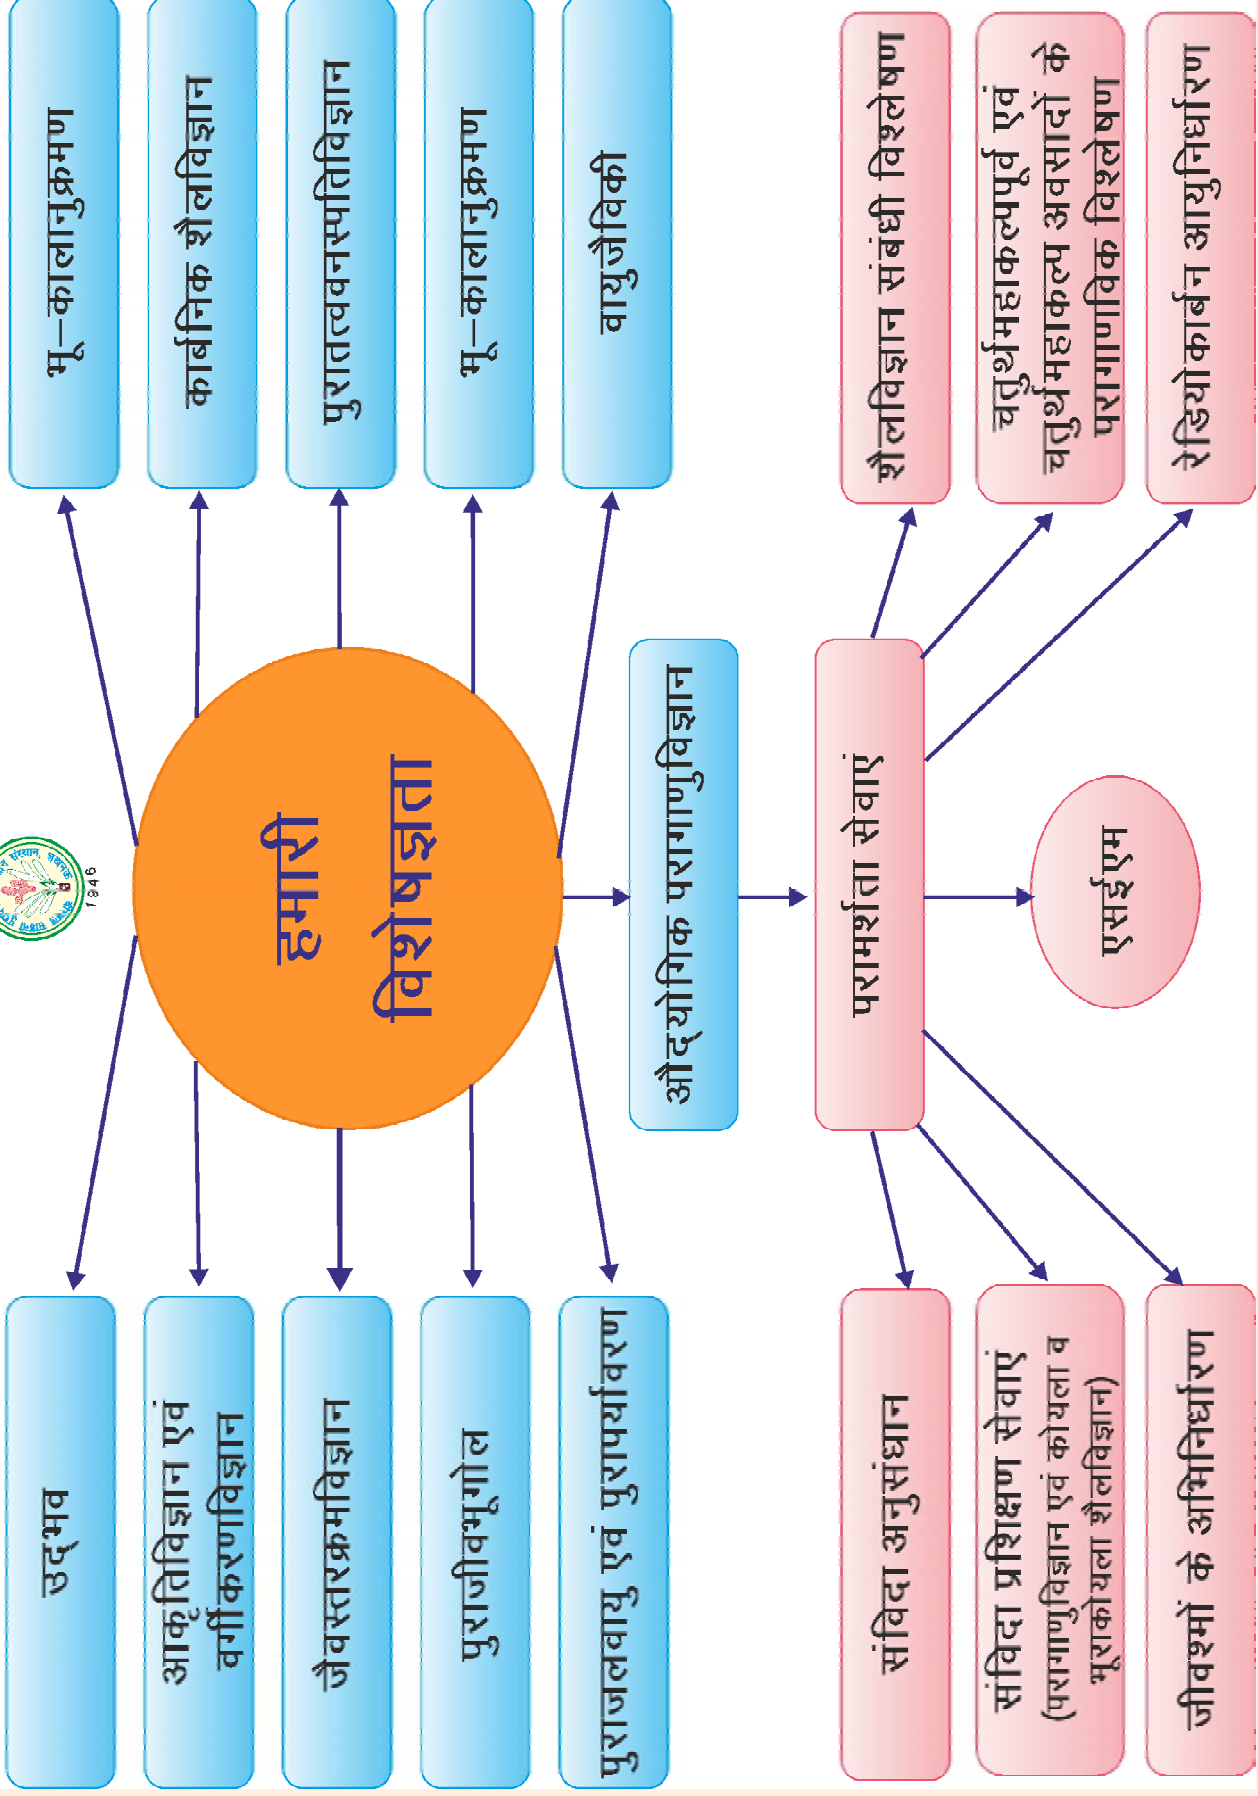 हमारी
विशेषज्ञता
उद्‌भव
आकृतिविज्ञान एवं
वर्गीकरणविज्ञान
जैवस्तरक्रमविज्ञान
पुराजीवभूगोल
पुराजलवायु एवं पुरापर्यावरण
भू–कालानुक्रमण
कार्बनिक शैलविज्ञान
पुरातत्ववनस्पतिविज्ञान
भू–कालानुक्रमण
वायुजैविकी
औद्‌योगिक परागाणुविज्ञान
परामर्शता सेवाएं
संविदा अनुसंधान
संविदा प्रशिक्षण सेवाएं
(परागाणुविज्ञान एवं कोयला व
भूराकोयला शैलविज्ञान)
जीवाश्मों के अभिनिर्धारण
एसईएम
शैलविज्ञान संबंधी विश्लेषण
चतुर्थमहाकल्पपूर्व एवं
चतुर्थमहाकल्प अवसादों के
परागाणविक विश्लेषण
रेडियोकार्बन आयुनिर्धारण
1946